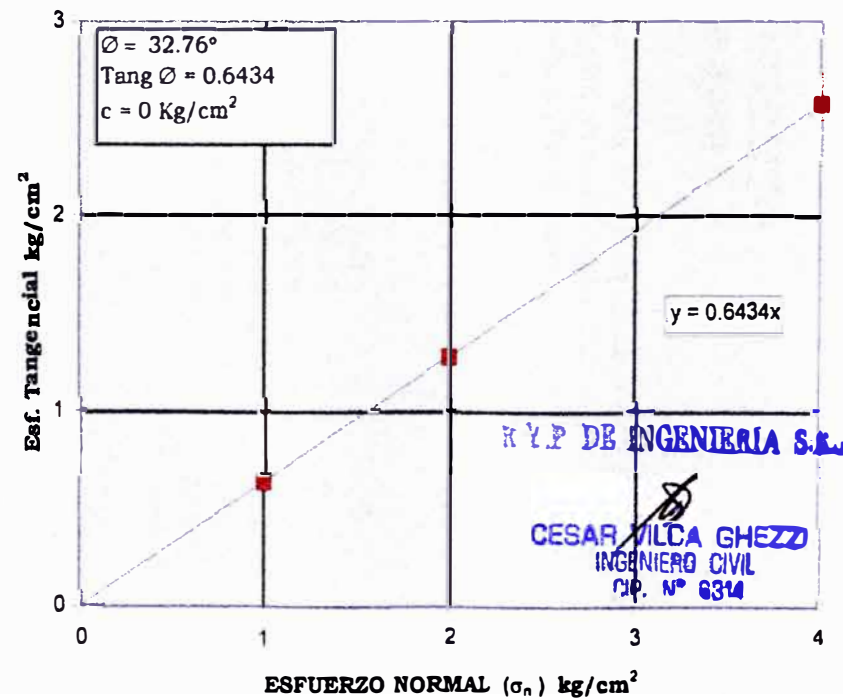 3
Ø = 32.76°
Tang Ø = 0.6434
c = 0 Kg/cm²
2
y = 0.6434x
1
DE INGENIERIA
CESAR VILCA GHEZZI
INGENIERO CIVIL
CIP. Nº
0
0 1 2 3 4
Esf. Tangencial kg/cm²
ESFUERZO NORMAL (σₙ) kg/cm²